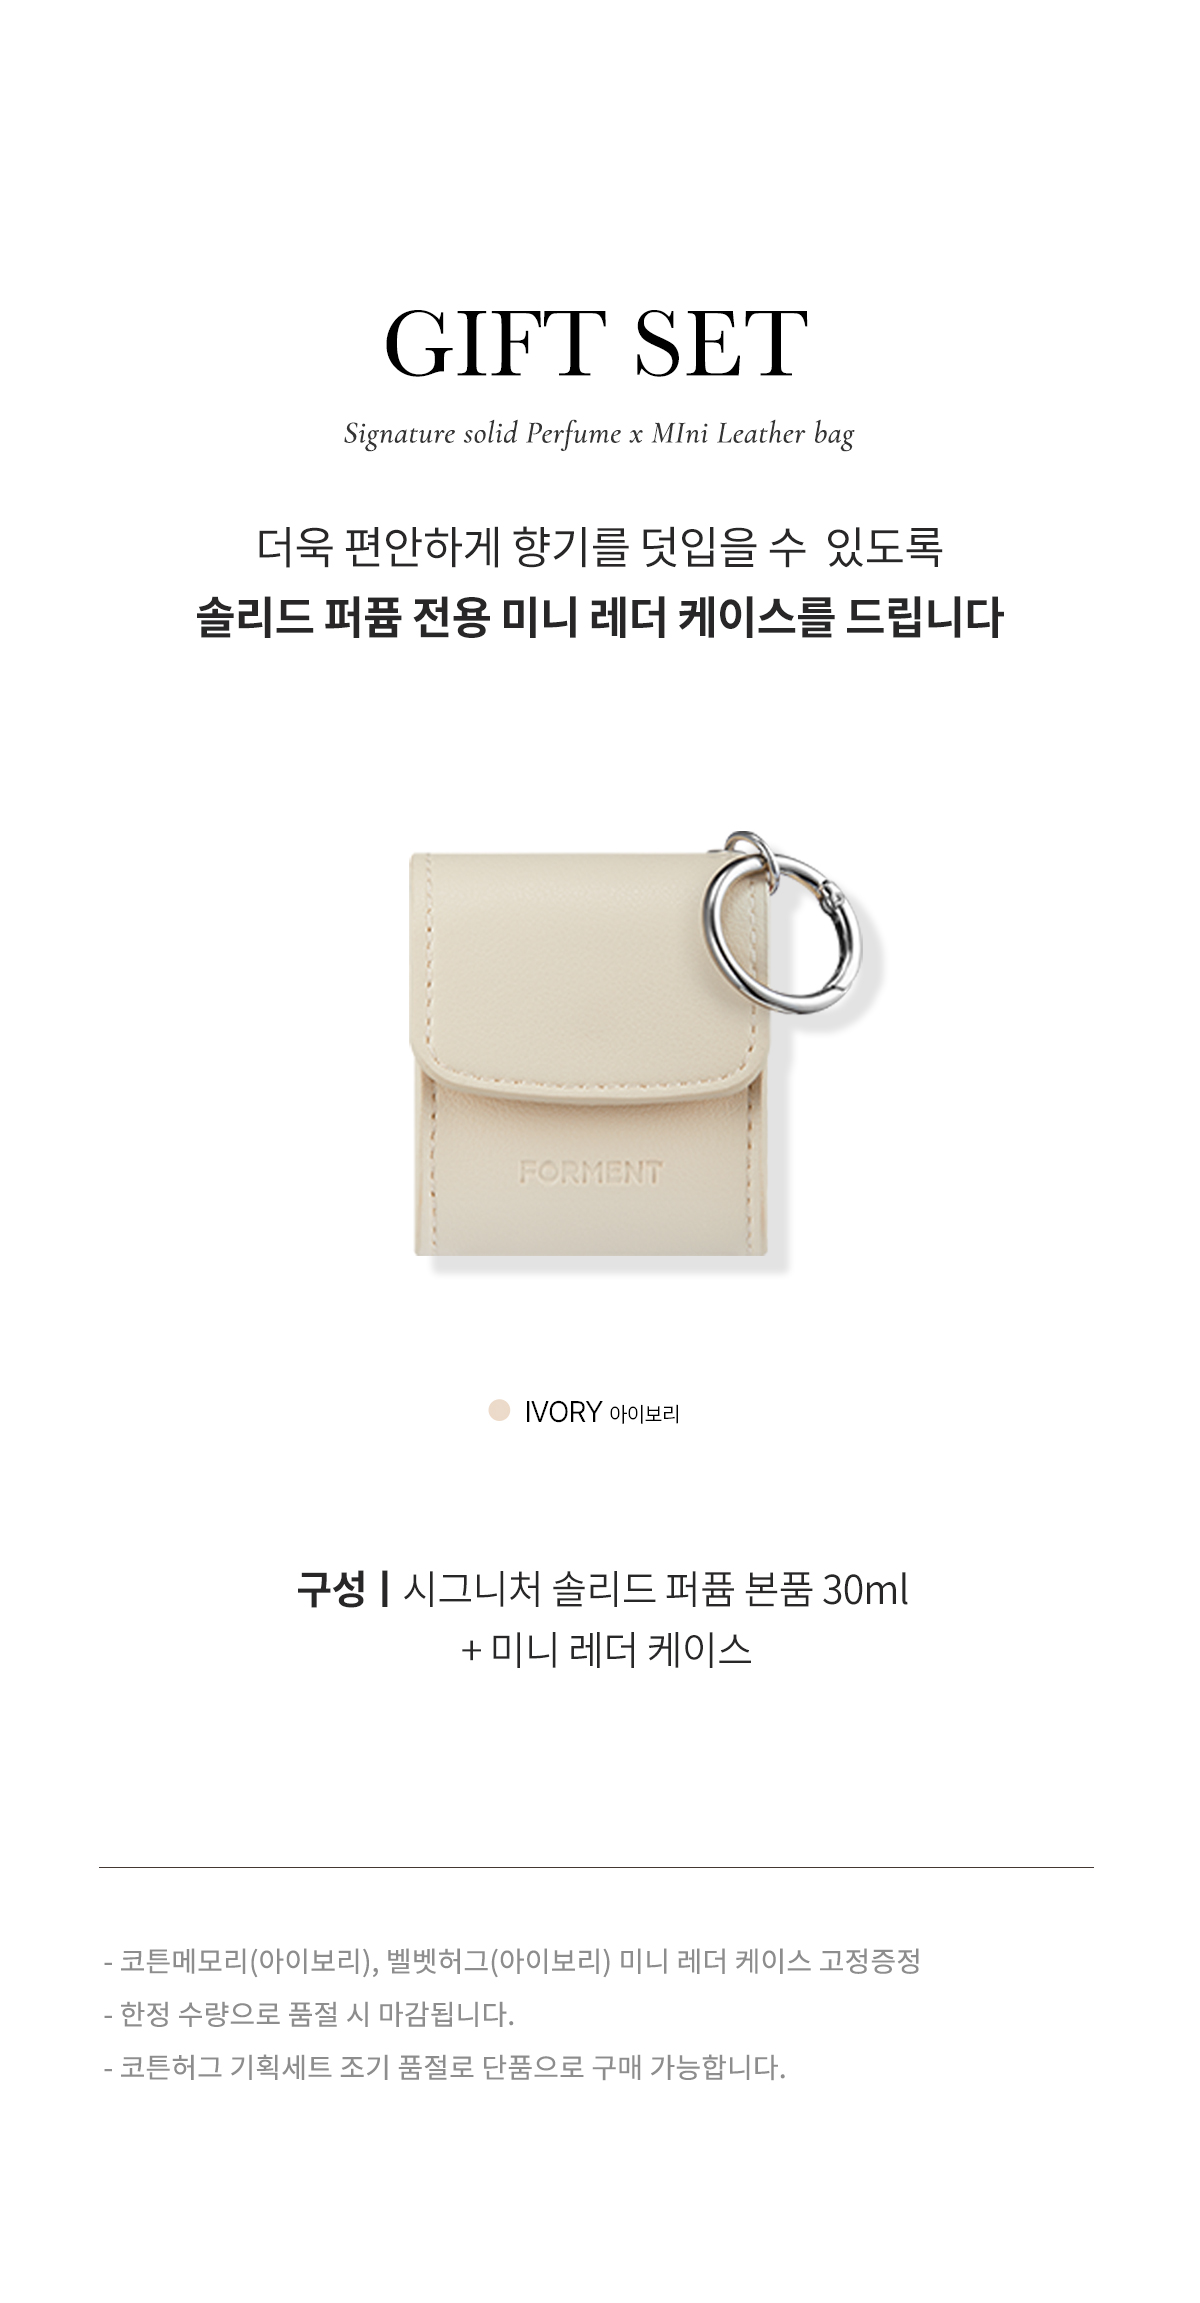 GIFT SET
Signature solid Perfume x MIni Leather bag
더욱 편안하게 향기를 덧입을 수 있도록
솔리드 퍼퓸 전용 미니 레더 케이스를 드립니다
FORMENT
IVORY 아이보리
구성 | 시그니처 솔리드 퍼퓸 본품 30ml
+ 미니 레더 케이스
- 코튼메모리(아이보리), 벨벳허그(아이보리) 미니 레더 케이스 고정증정
- 한정 수량으로 품절 시 마감됩니다.
- 코튼허그 기획세트 조기 품절로 단품으로 구매 가능합니다.